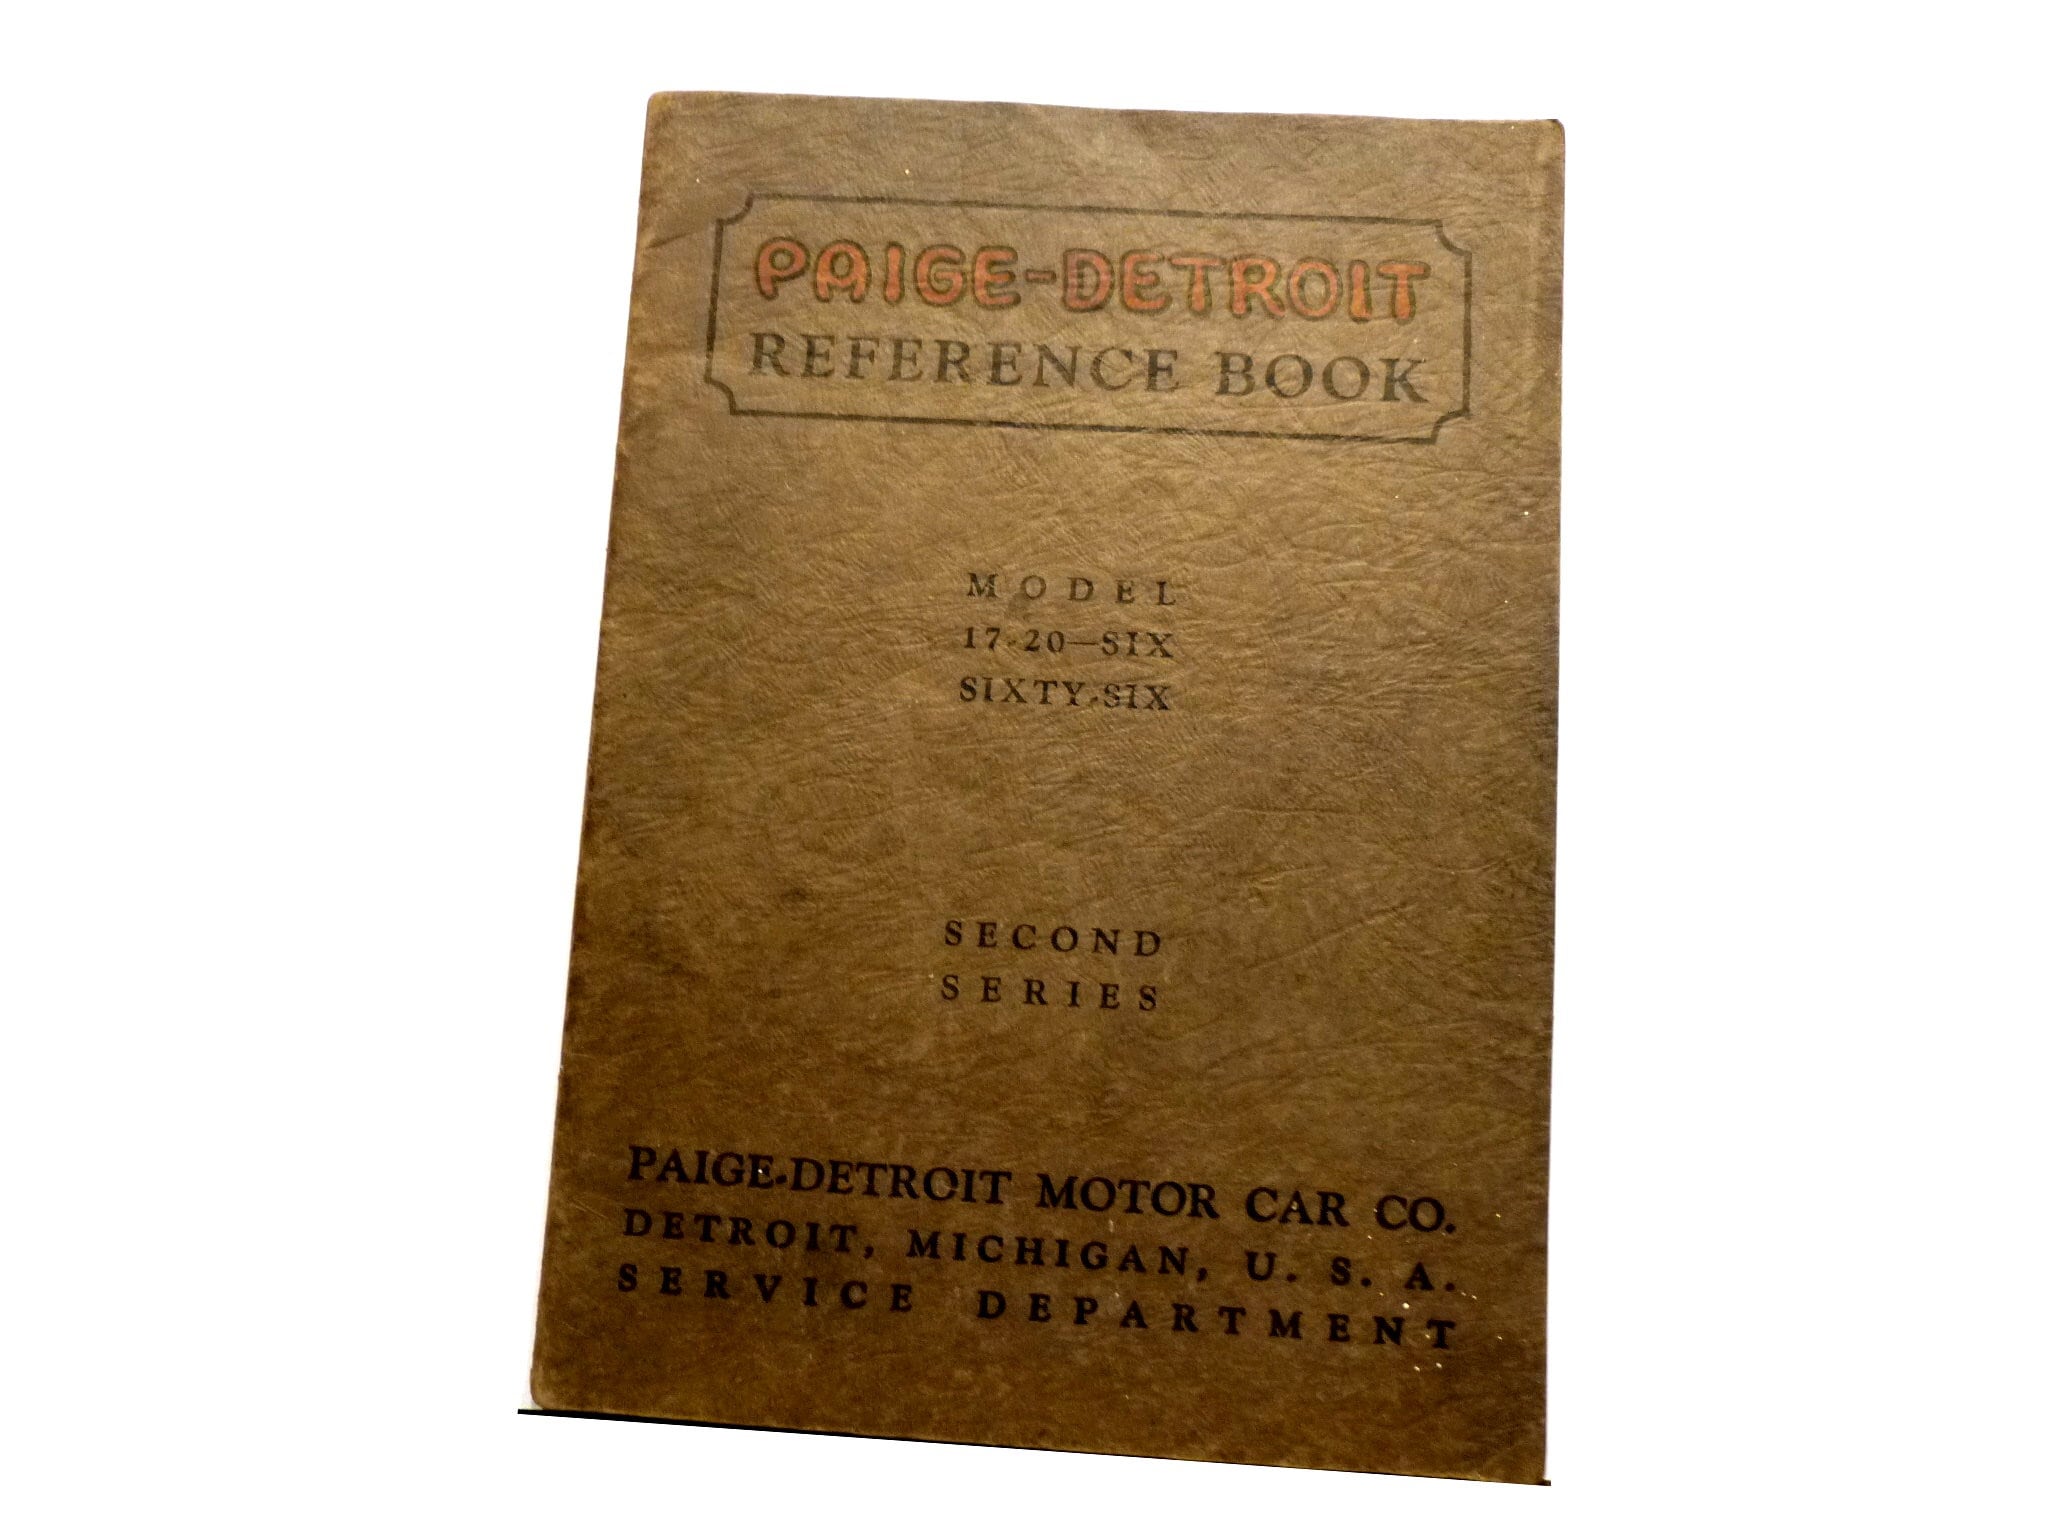 PAIGE-DETROIT
REFERENCE BOOK
MODEL
17-20—SIX
SIXTY-SIX
SECOND
SERIES
PAIGE-DETROIT MOTOR CAR CO.
DETROIT, MICHIGAN, U. S. A.
SERVICE DEPARTMENT